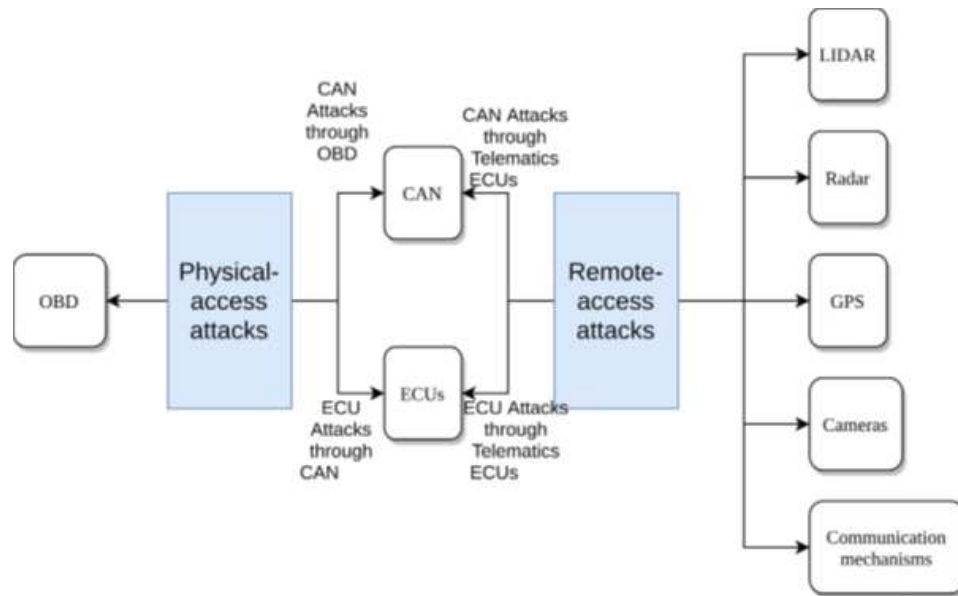 OBD
Physical-
access
attacks
CAN
Attacks
through
OBD
CAN
CAN Attacks
through
Telematics
ECUs
ECUs
ECU
Attacks
through
CAN
ECU Attacks
through
Telematics
ECUs
Remote-
access
attacks
LIDAR
Radar
GPS
Cameras
Communication
mechanisms